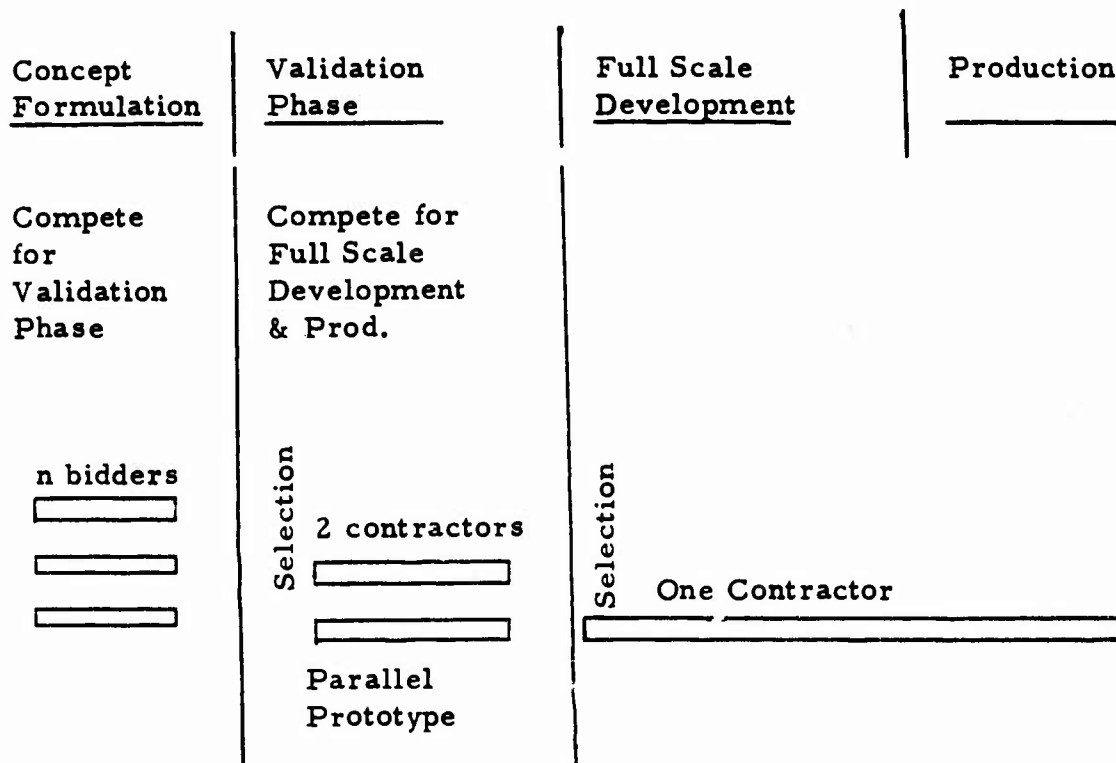 Concept
Formulation
Validation
Phase
Full Scale
Development
Production
Compete
for
Validation
Phase
Compete for
Full Scale
Development
& Prod.
n bidders
Selection
2 contractors
Parallel
Prototype
Selection
One Contractor